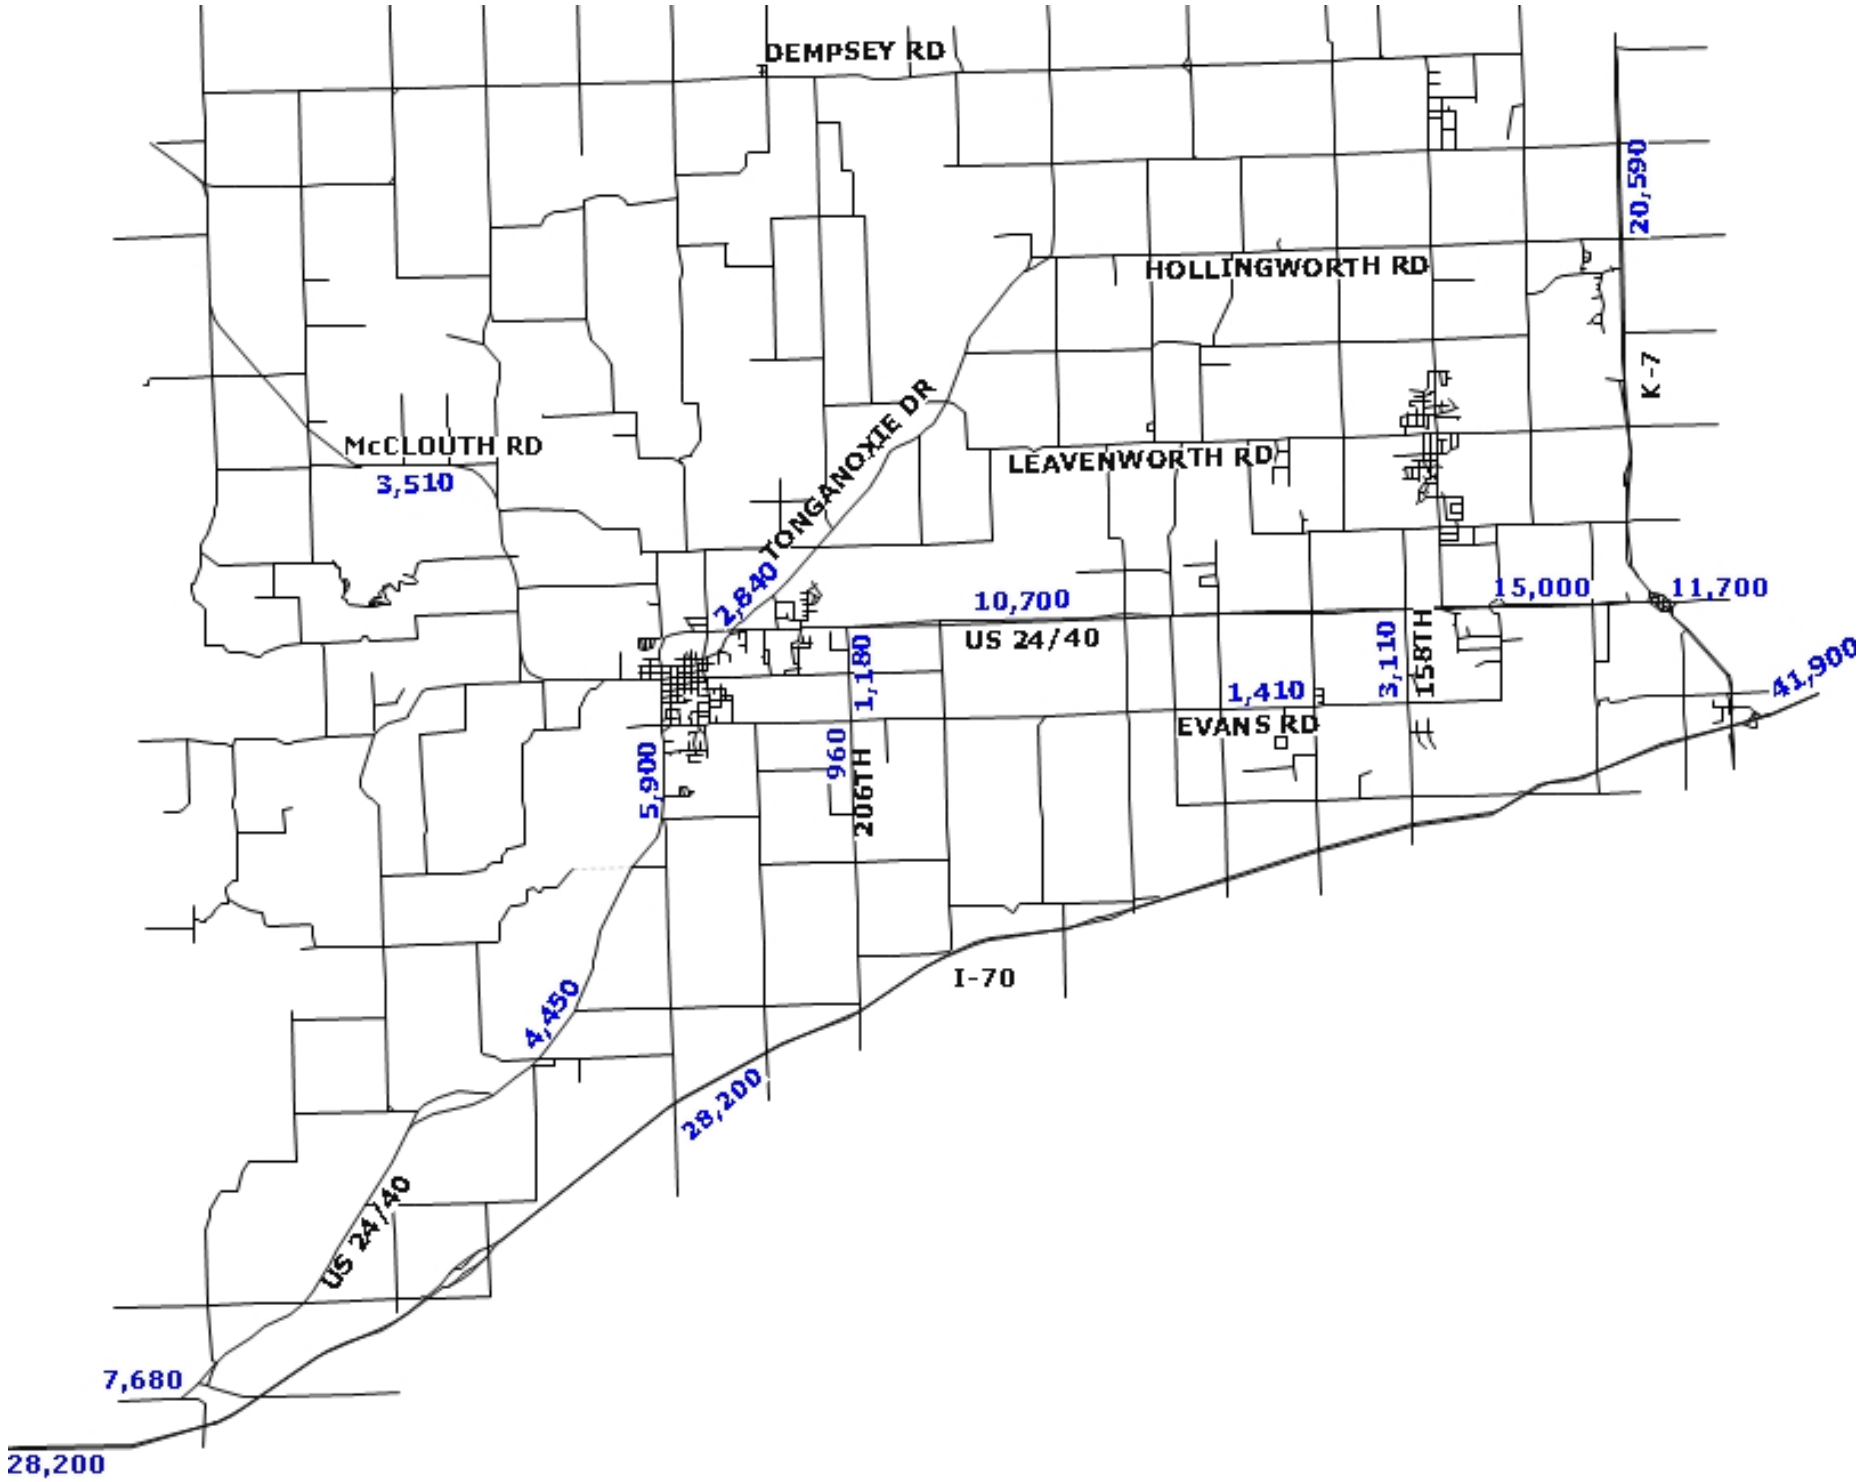 DEMPSEY RD
20,590
HOLLINGWORTH RD
K-7
TONGANOXIE DR
McCLOUTH RD
LEAVENWORTH RD
3,510
2,840
10,700
15,000
11,700
US 24/40
1,180
3,110
158TH
41,900
1,410
EVANS RD
5,900
960
206TH
I-70
4,450
28,200
US 24/40
7,680
28,200